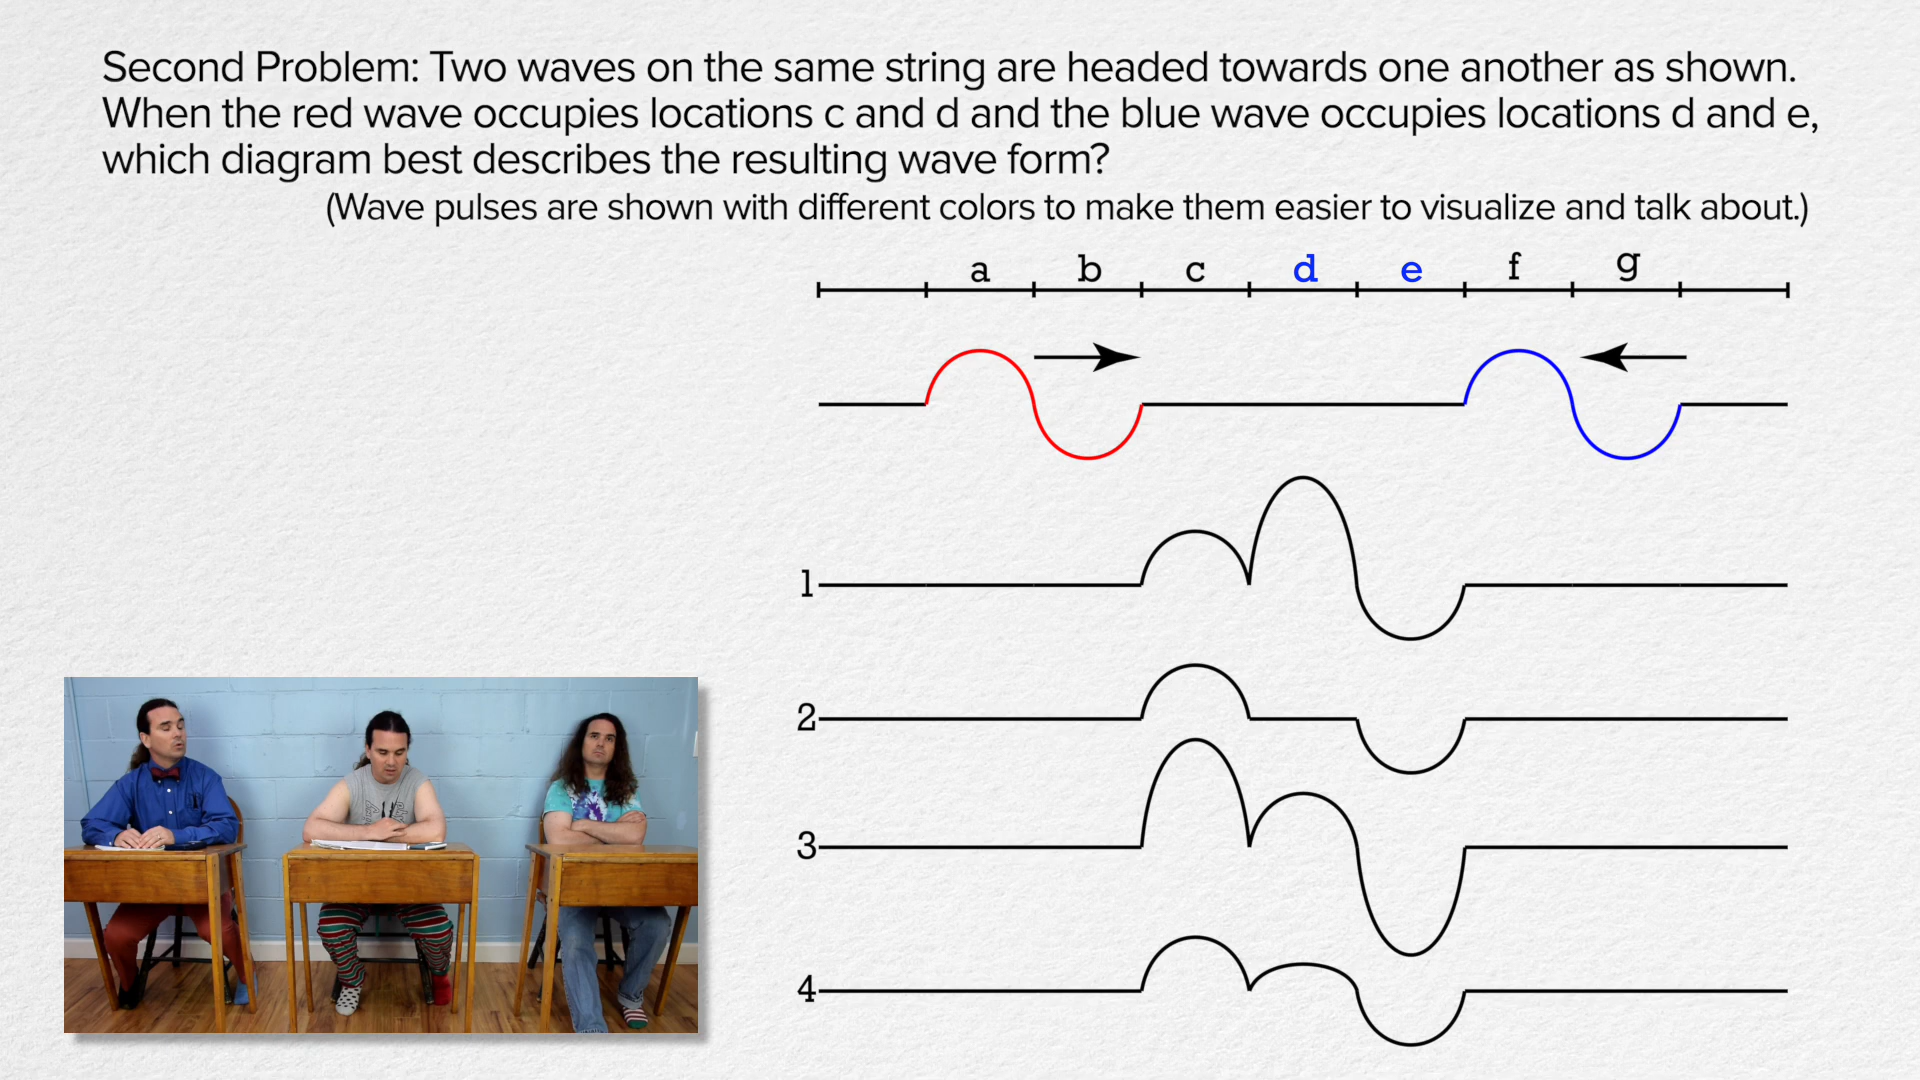 Second Problem: Two waves on the same string are headed towards one another as shown.
When the red wave occupies locations c and d and the blue wave occupies locations d and e,
which diagram best describes the resulting wave form?
(Wave pulses are shown with different colors to make them easier to visualize and talk about.)
a b c d e f g
1
2
3
4